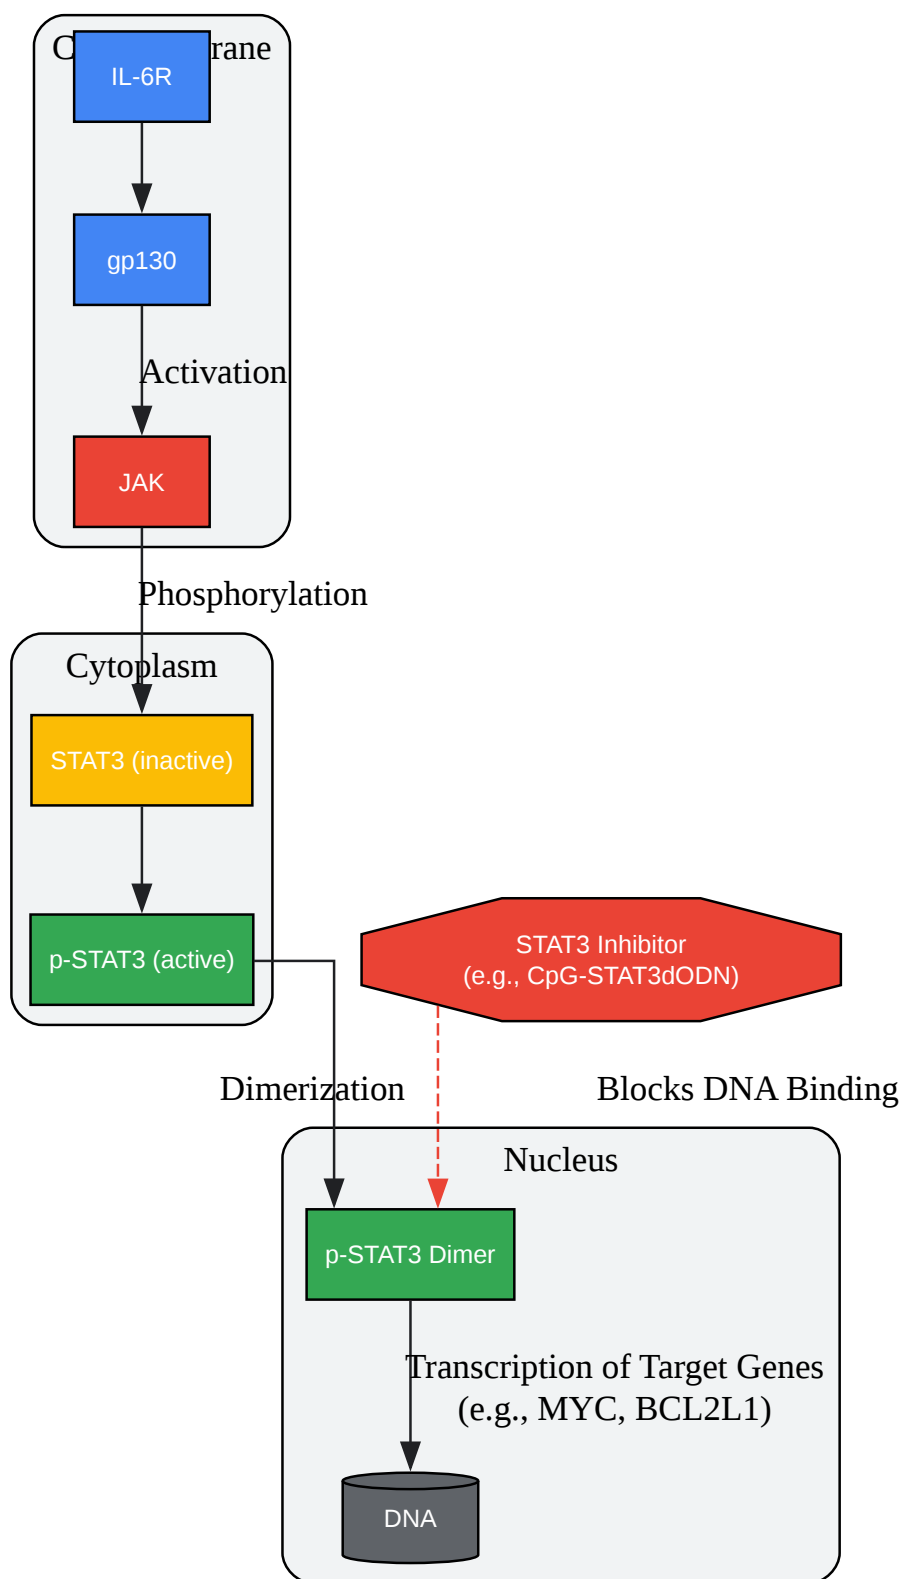 IL-6R
gp130
Activation
JAK
Phosphorylation
Cytoplasm
STAT3 (inactive)
p-STAT3 (active)
STAT3 Inhibitor
(e.g., CpG-STAT3dODN)
Dimerization
Blocks DNA Binding
Nucleus
p-STAT3 Dimer
Transcription of Target Genes
(e.g., MYC, BCL2L1)
DNA